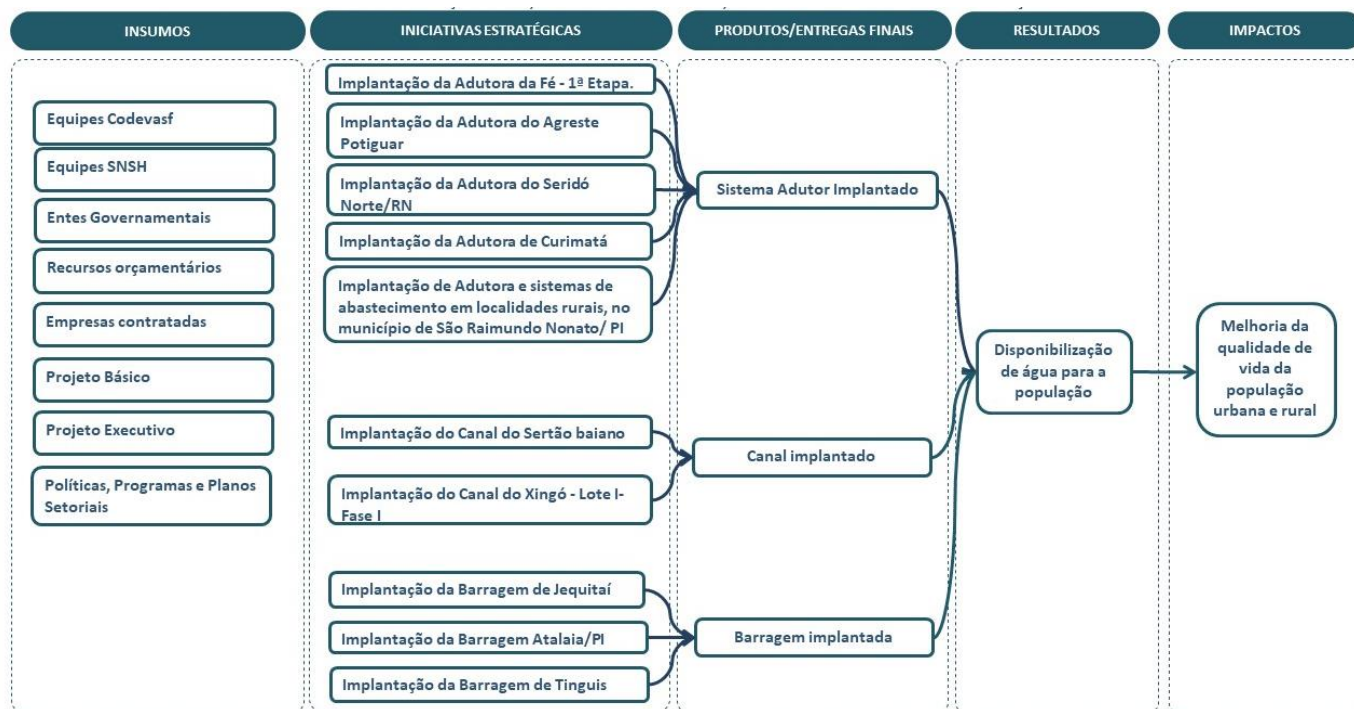 INSUMOS
INICIATIVAS ESTRATÉGICAS
PRODUTOS/ENTREGAS FINAIS
RESULTADOS
IMPACTOS
Equipes Codevasf
Equipes SNSH
Entes Governamentais
Recursos orçamentários
Empresas contratadas
Projeto Básico
Projeto Executivo
Políticas, Programas e Planos
Setoriais
Implantação da Adutora da Fé - 1ª Etapa.
Implantação da Adutora do Agreste
Potiguar
Implantação da Adutora do Seridó
Norte/RN
Implantação da Adutora de Curimatá
Implantação de Adutora e sistemas de
abastecimento em localidades rurais, no
município de São Raimundo Nonato/ PI
Implantação do Canal do Sertão baiano
Implantação do Canal do Xingó - Lote I-
Fase I
Implantação da Barragem de Jequitaí
Implantação da Barragem Atalaia/PI
Implantação da Barragem de Tinguis
Sistema Adutor Implantado
Canal implantado
Barragem implantada
Disponibilização
de água para a
população
Melhoria da
qualidade de
vida da
população
urbana e rural